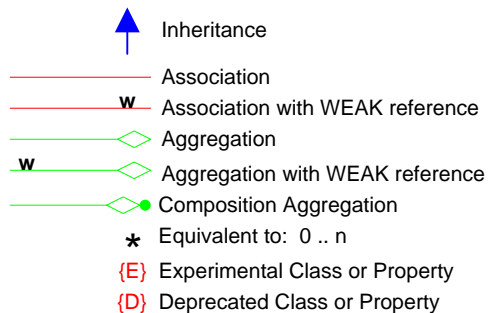 Inheritance
Association
w Association with WEAK reference
Aggregation
w Aggregation with WEAK reference
Composition Aggregation
* Equivalent to: 0 .. n
{E} Experimental Class or Property
{D} Deprecated Class or Property